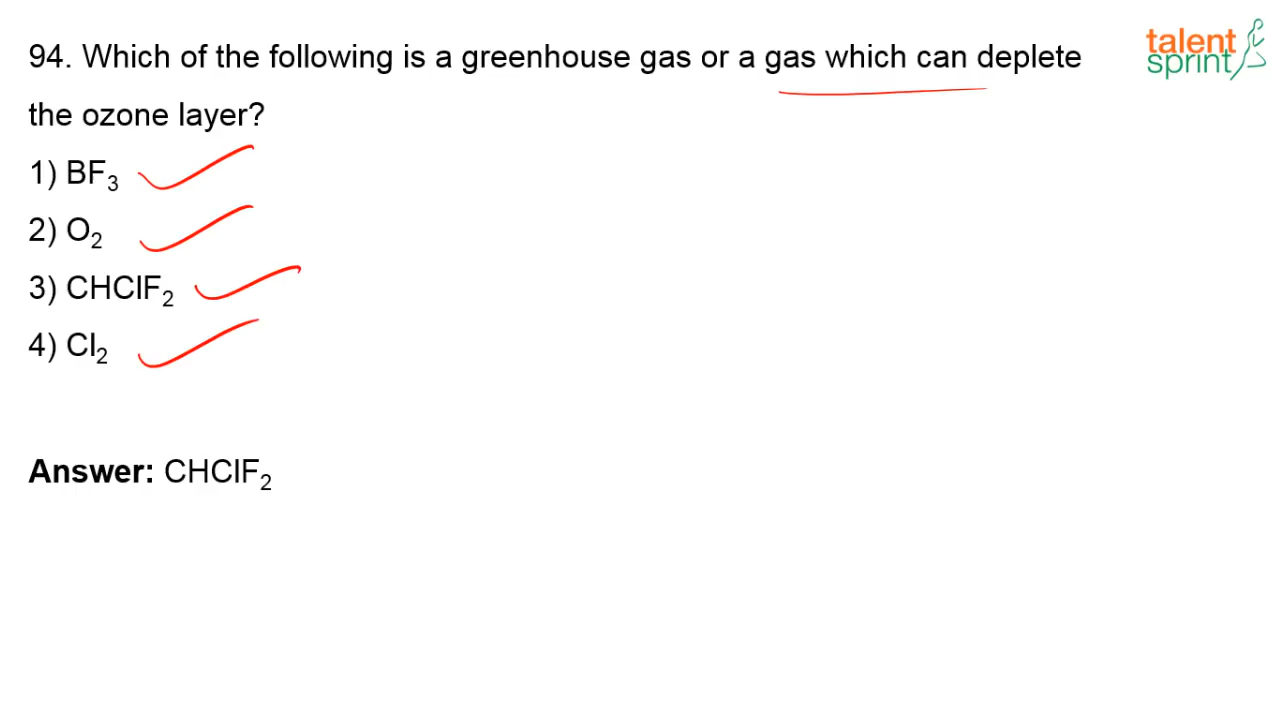 94. Which of the following is a greenhouse gas or a gas which can deplete
the ozone layer?
1) BF₃
2) O₂
3) CHClF₂
4) Cl₂
Answer: CHClF₂
talent
sprint